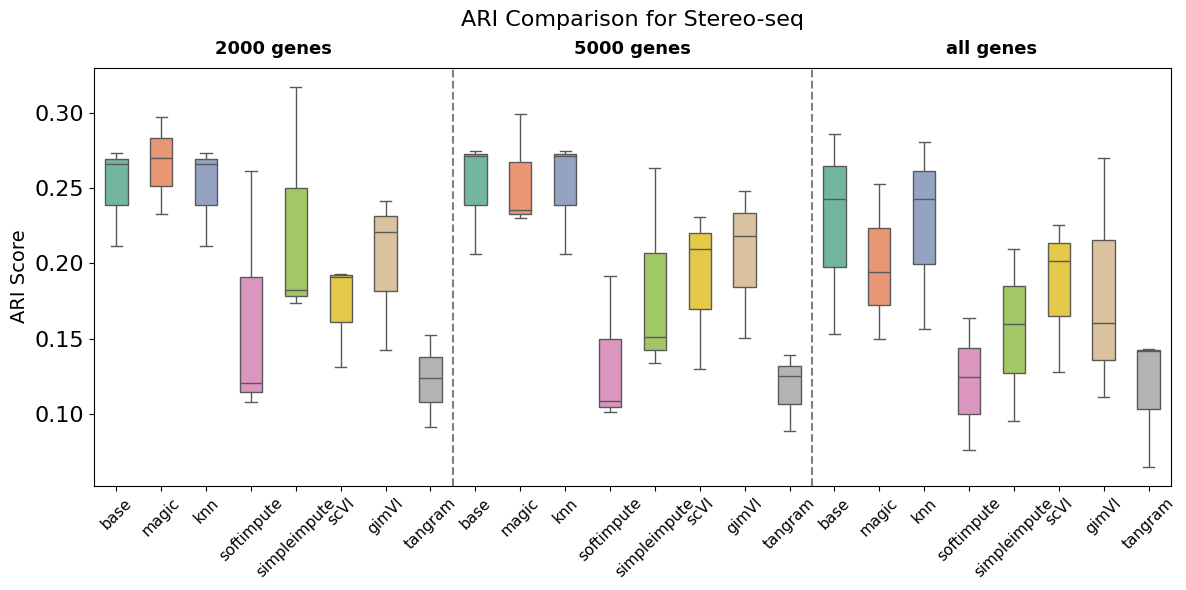 ARI Comparison for Stereo-seq
2000 genes 5000 genes all genes
ARI Score
0.30
0.25
0.20
0.15
0.10
base magic knn softimpute simpleimpute scVI gimVI tangram base magic knn softimpute simpleimpute scVI gimVI tangram base magic knn softimpute simpleimpute scVI gimVI tangram